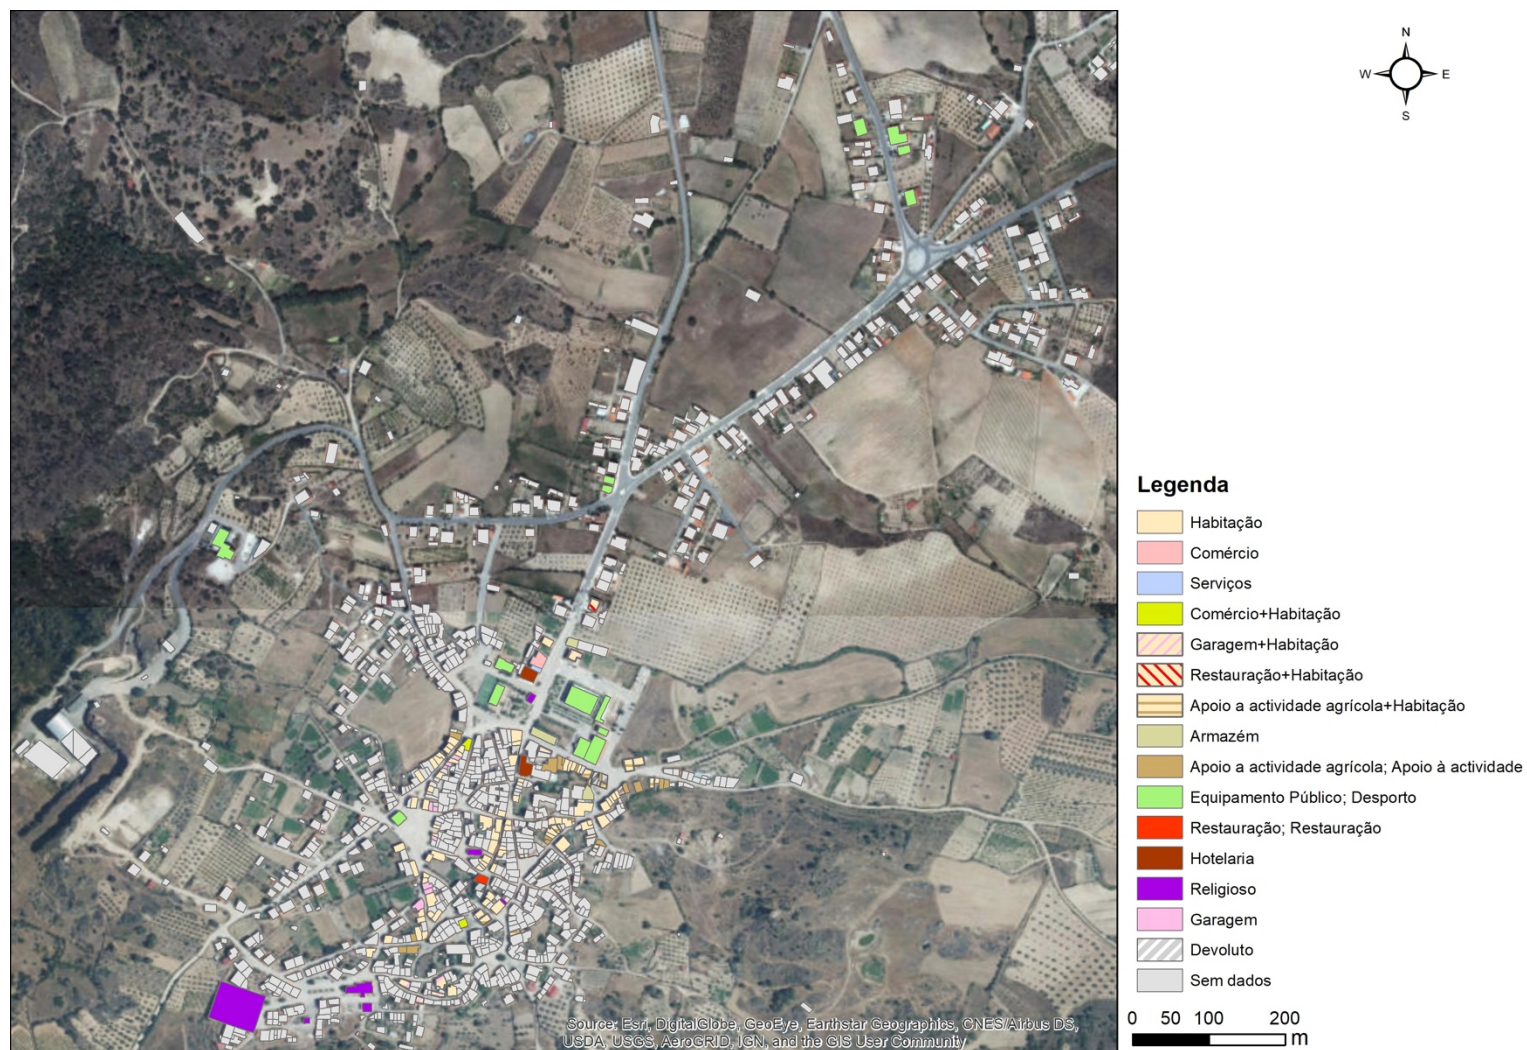 N
W E
S
Legenda
Habitação
Comércio
Serviços
Comércio+Habitação
Garagem+Habitação
Restauração+Habitação
Apoio a actividade agrícola+Habitação
Armazém
Apoio a actividade agrícola; Apoio à actividade
Equipamento Público; Desporto
Restauração; Restauração
Hotelaria
Religioso
Garagem
Devoluto
Sem dados
0 50 100 200
m
Source: Esri, DigitalGlobe, GeoEye, Earthstar Geographics, CNES/Airbus DS,
USDA, USGS, AeroGRID, IGN, and the GIS User Community